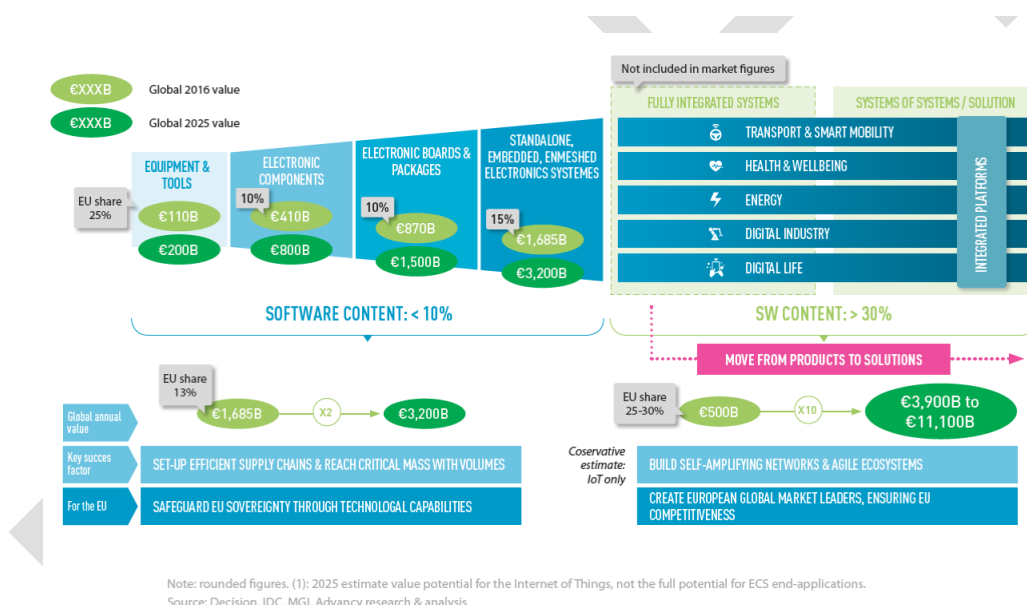 €XXXB
Global 2016 value
€XXXB
Global 2025 value
Not included in market figures
FULLY INTEGRATED SYSTEMS
SYSTEMS OF SYSTEMS / SOLUTION
EQUIPMENT &
TOOLS
EU share
25%
€110B
€200B
ELECTRONIC
COMPONENTS
10%
€410B
€800B
ELECTRONIC BOARDS &
PACKAGES
10%
€870B
€1,500B
STANDALONE,
EMBEDDED, ENMESHED
ELECTRONICS SYSTEMES
15%
€1,685B
€3,200B
TRANSPORT & SMART MOBILITY
HEALTH & WELLBEING
ENERGY
DIGITAL INDUSTRY
DIGITAL LIFE
INTEGRATED PLATFORMS
SOFTWARE CONTENT: < 10%
SW CONTENT: > 30%
MOVE FROM PRODUCTS TO SOLUTIONS
Global annual
value
EU share
13%
€1,685B
X2
€3,200B
EU share
25-30%
€500B
X10
€3,900B to
€11,100B
Key succes
factor
SET-UP EFFICIENT SUPPLY CHAINS & REACH CRITICAL MASS WITH VOLUMES
Coservative
estimate:
IoT only
BUILD SELF-AMPLIFYING NETWORKS & AGILE ECOSYSTEMS
For the EU
SAFEGUARD EU SOVEREIGNTY THROUGH TECHNOLOGAL CAPABILITIES
CREATE EUROPEAN GLOBAL MARKET LEADERS, ENSURING EU
COMPETITIVENESS
Note: rounded figures. (1): 2025 estimate value potential for the Internet of Things, not the full potential for ECS end-applications.
Source: Decision, IDC, MGI, Advancy research & analysis